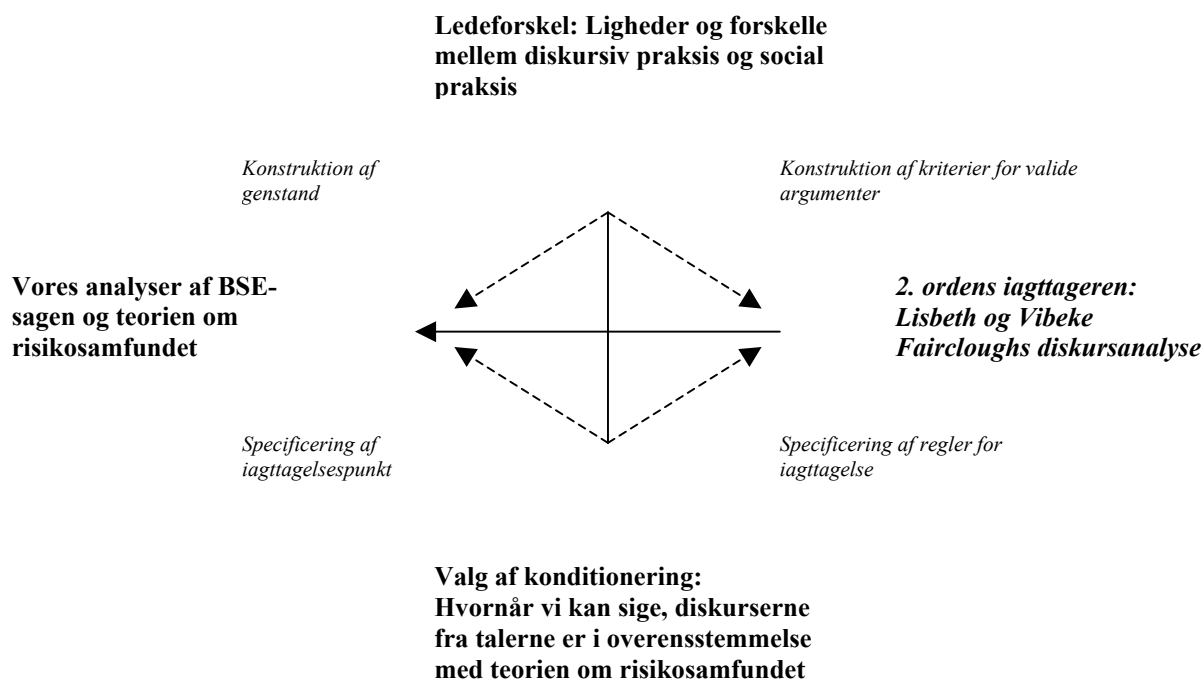 Ledeforskel: Ligheder og forskelle
mellem diskursiv praksis og social
praksis
Konstruktion af
genstand
Konstruktion af kriterier for valide
argumenter
Vores analyser af BSE-
sagen og teorien om
risikosamfundet
2. ordens iagttageren:
Lisbeth og Vibeke
Faircloughs diskursanalyse
Specificering af
iagttagelsespunkt
Specificering af regler for
iagttagelse
Valg af konditionering:
Hvornår vi kan sige, diskurserne
fra talerne er i overensstemmelse
med teorien om risikosamfundet